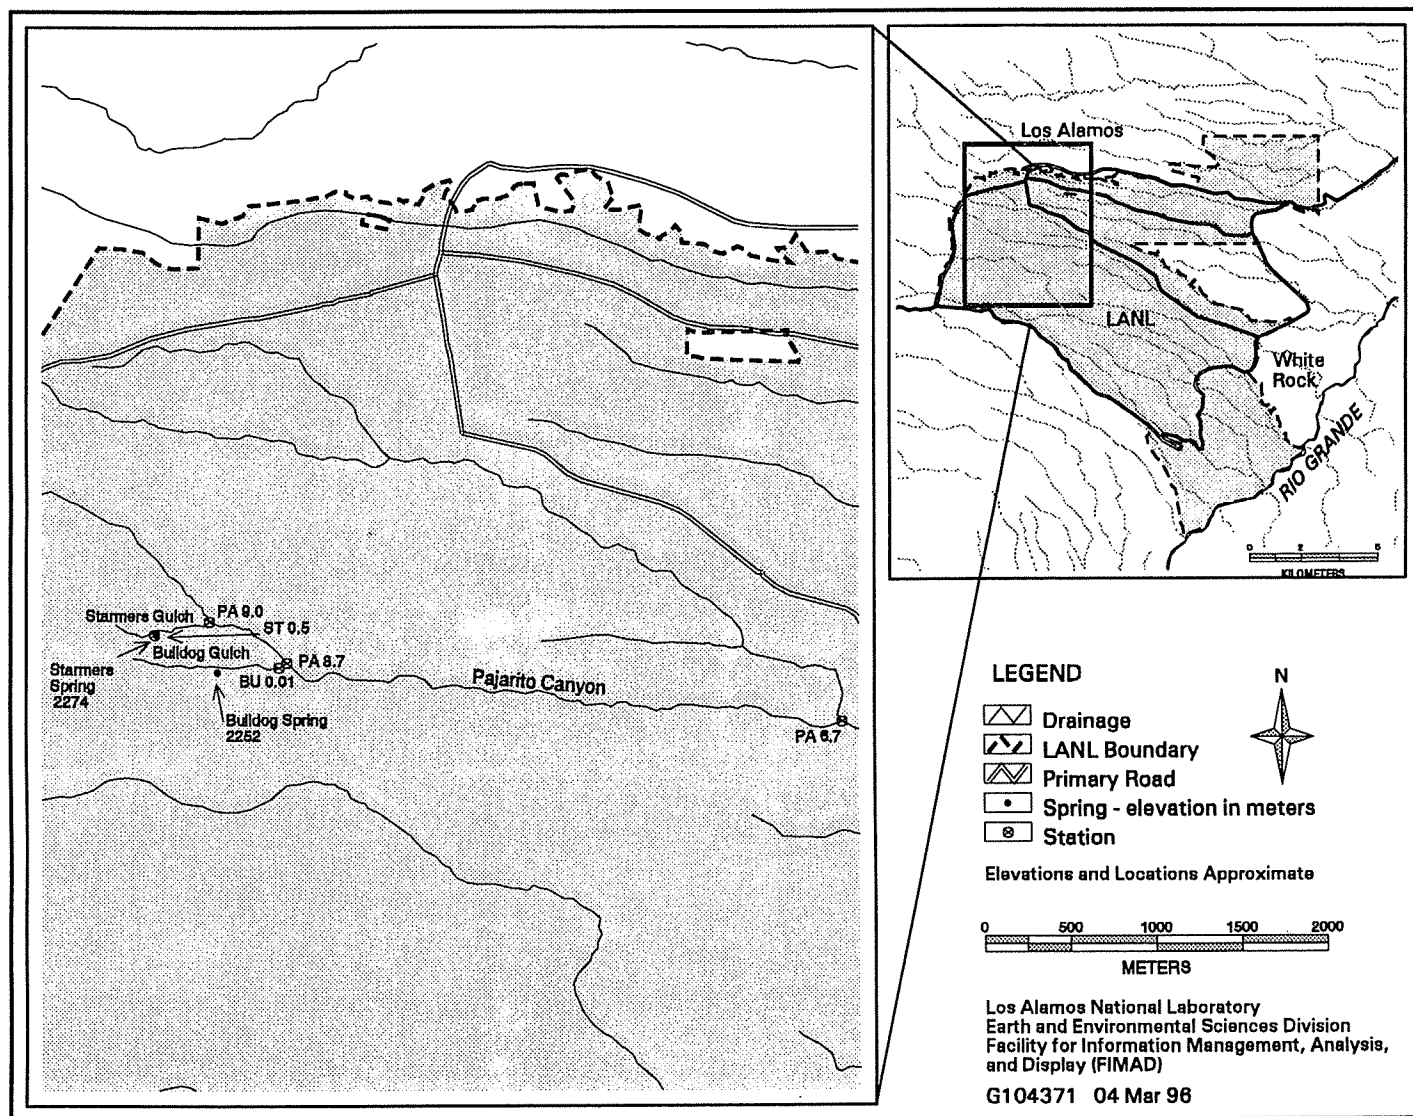 Starmers Gulch
PA 9.0
ST 0.5
Bulldog Gulch
PA 8.7
BU 0.01
Starmers
Spring
2274
Bulldog Spring
2252
Pajarito Canyon
PA 6.7
Los Alamos
LANL
White
Rock
RIO GRANDE
0 2 5
KILOMETERS
LEGEND
N
Drainage
LANL Boundary
Primary Road
Spring - elevation in meters
Station
Elevations and Locations Approximate
0 500 1000 1500 2000
METERS
Los Alamos National Laboratory
Earth and Environmental Sciences Division
Facility for Information Management, Analysis,
and Display (FIMAD)
G104371 04 Mar 96